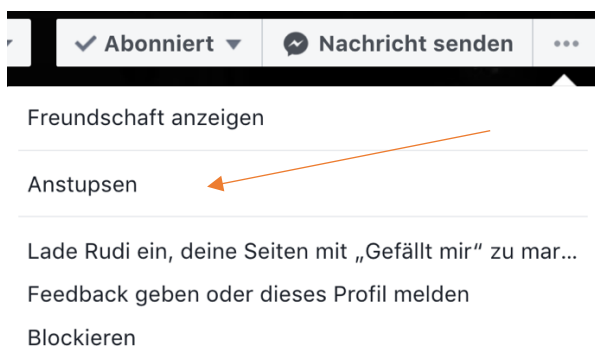 Abonniert Nachricht senden
Freundschaft anzeigen
Anstupsen
Lade Rudi ein, deine Seiten mit „Gefällt mir“ zu mar...
Feedback geben oder dieses Profil melden
Blockieren